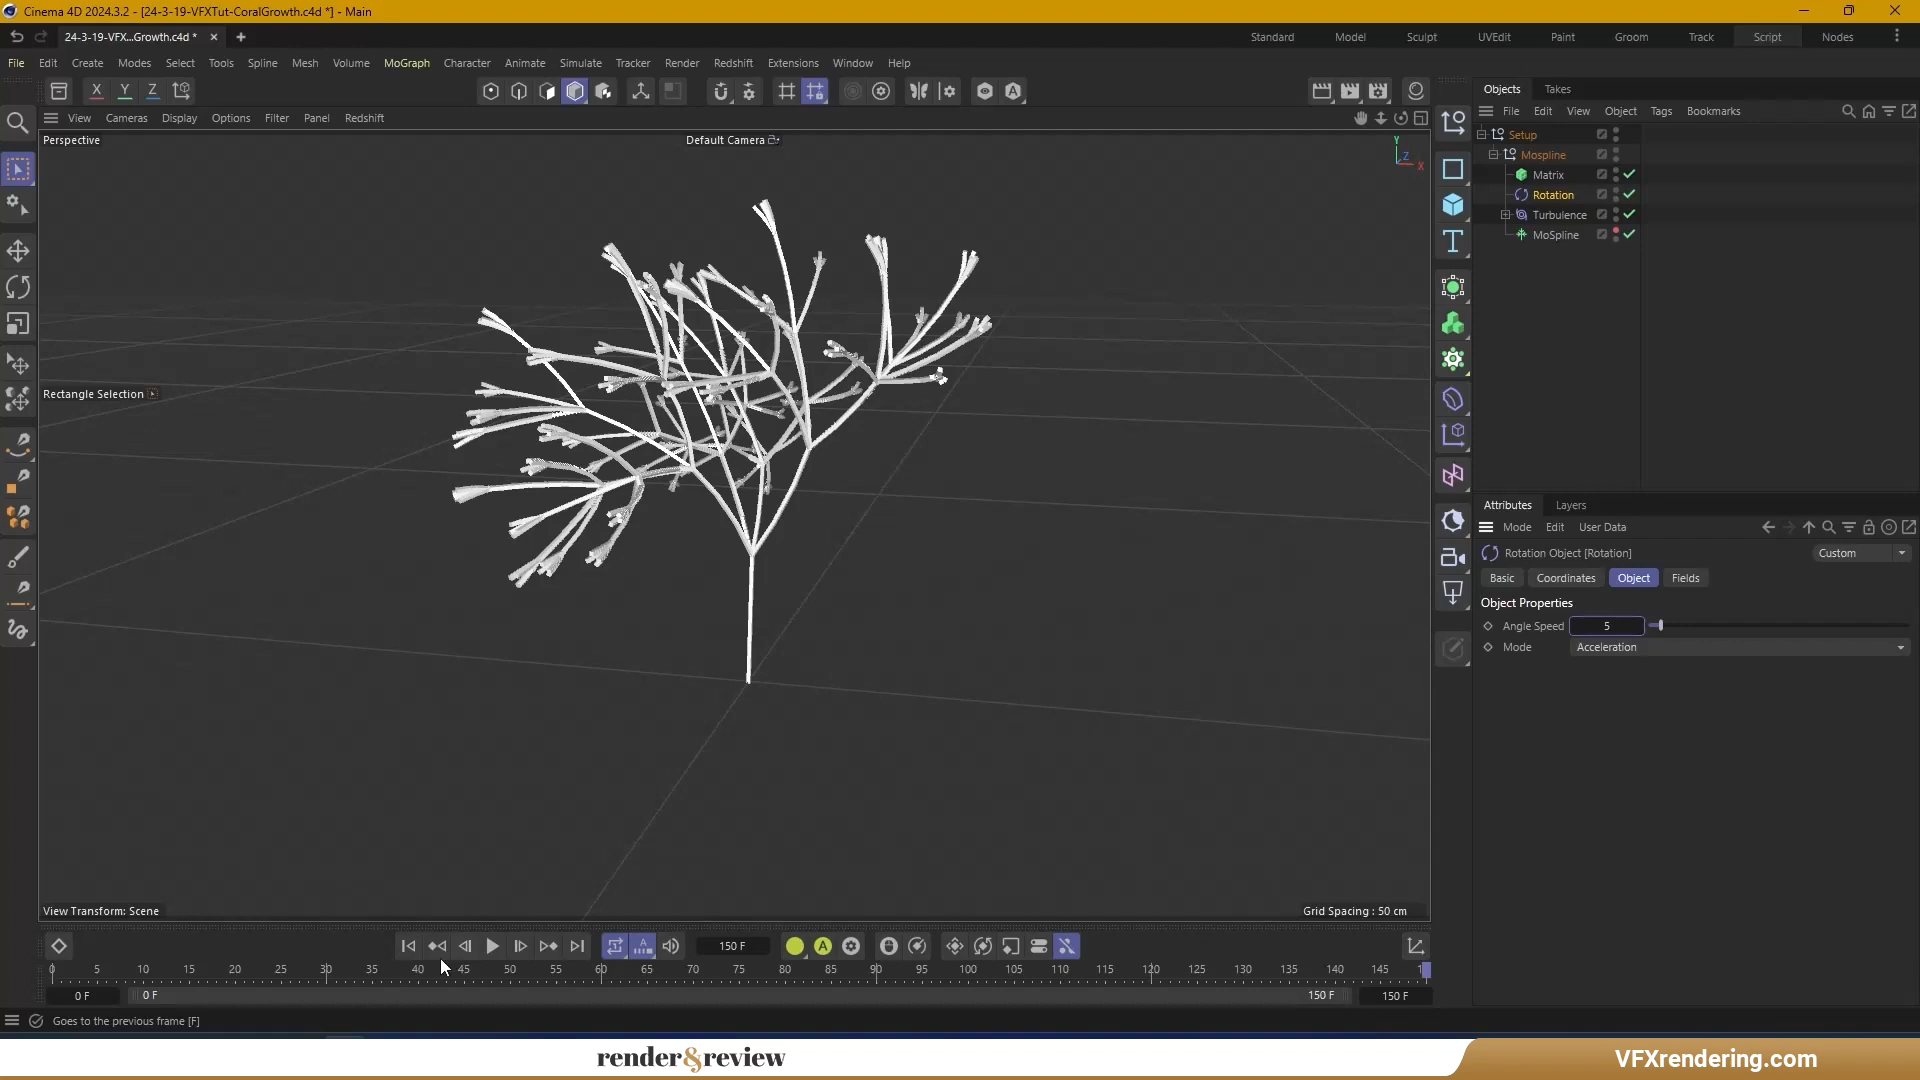 Cinema 4D 2024.3.2 - [24-3-19-VFXTut-CoralGrowth.c4d *] - Main
24-3-19-VFX...Growth.c4d *
Standard Model Sculpt UVEdit Paint Groom Track Script Nodes
File Edit Create Modes Select Tools Spline Mesh Volume MoGraph Character Animate Simulate Tracker Render Redshift Extensions Window Help
X Y Z
Objects Takes
View Cameras Display Options Filter Panel Redshift
File Edit View Object Tags Bookmarks
Perspective
Default Camera
Y
Z
X
Setup
Mospline
Matrix
Rotation
Turbulence
MoSpline
Rectangle Selection
Attributes Layers
Mode Edit User Data
Rotation Object [Rotation]
Custom
Basic Coordinates Object Fields
Object Properties
Angle Speed 5
Mode Acceleration
View Transform: Scene
Grid Spacing : 50 cm
150 F
0 5 10 15 20 25 30 35 40 45 50 55 60 65 70 75 80 85 90 95 100 105 110 115 120 125 130 135 140 145
0 F 0 F 150 F 150 F
Goes to the previous frame [F]
render&review
VFXrendering.com